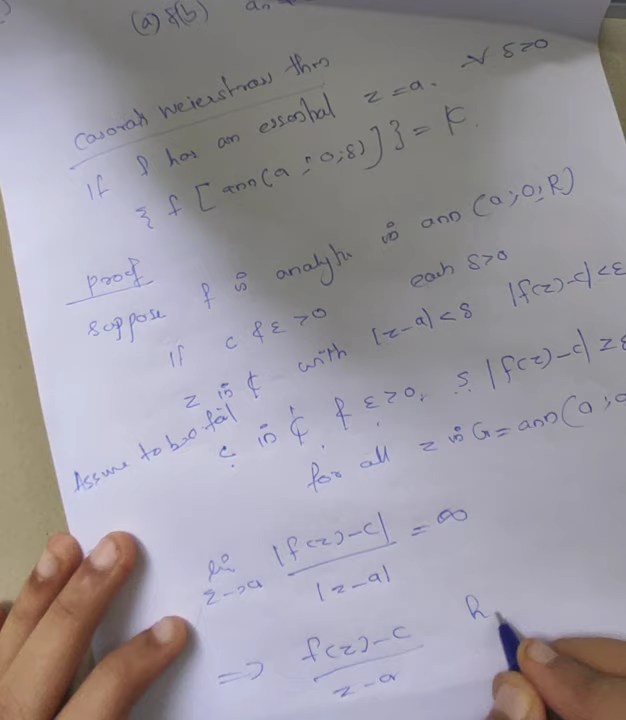 (a) f(b) an
Casorati weierstrass thm
If f has an essential z = a. ∀ δ>0
{ f [ ann(a ; 0; δ) ] } = ₵.
proof
suppose f is analytic in ann (a; 0; R)
If c & ε > 0 each δ>0
z in ₵ with |z-a| < δ |f(z)-c| < ε
Assume to be fail
c in ₵ & ε > 0, |f(z)-c| ≥ ε
for all z in G = ann(a; 0
lim z→a |f(z)-c| / |z-a| = ∞
=> f(z)-c / z-a